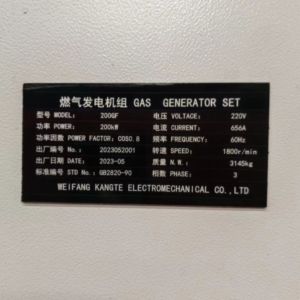 燃气发电机组 GAS GENERATOR SET
型号 MODEL: 200GF 电压 VOLTACE: 220V
功率 POWER: 200kW 电流 CURRENT: 656A
功率因数 POWER FACTOR: COSO.8 频率 FREQUENCY: 60Hz
出厂编号 No.: 2023052001 转速 SPEED: 1800r/min
出厂日期 DATE: 2023-05 质量 N.W.: 3145kg
标准号 STD No.: GB2820-90 相数 PHASE: 3
WEIFANG KANGTE ELECTROMECHANICAL CO.,LTD